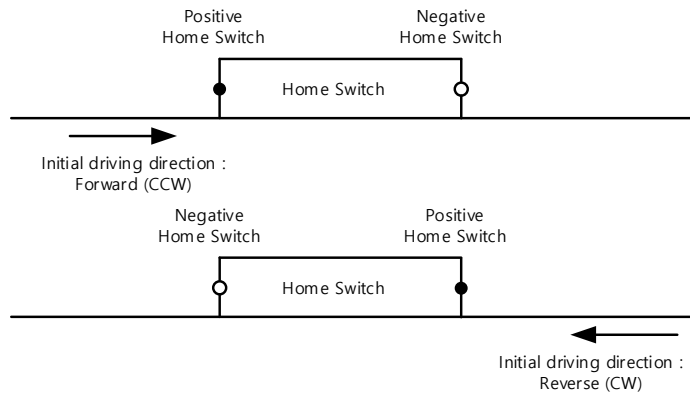 Positive
Home Switch
Negative
Home Switch
Home Switch
Initial driving direction :
Forward (CCW)
Negative
Home Switch
Positive
Home Switch
Home Switch
Initial driving direction :
Reverse (CW)